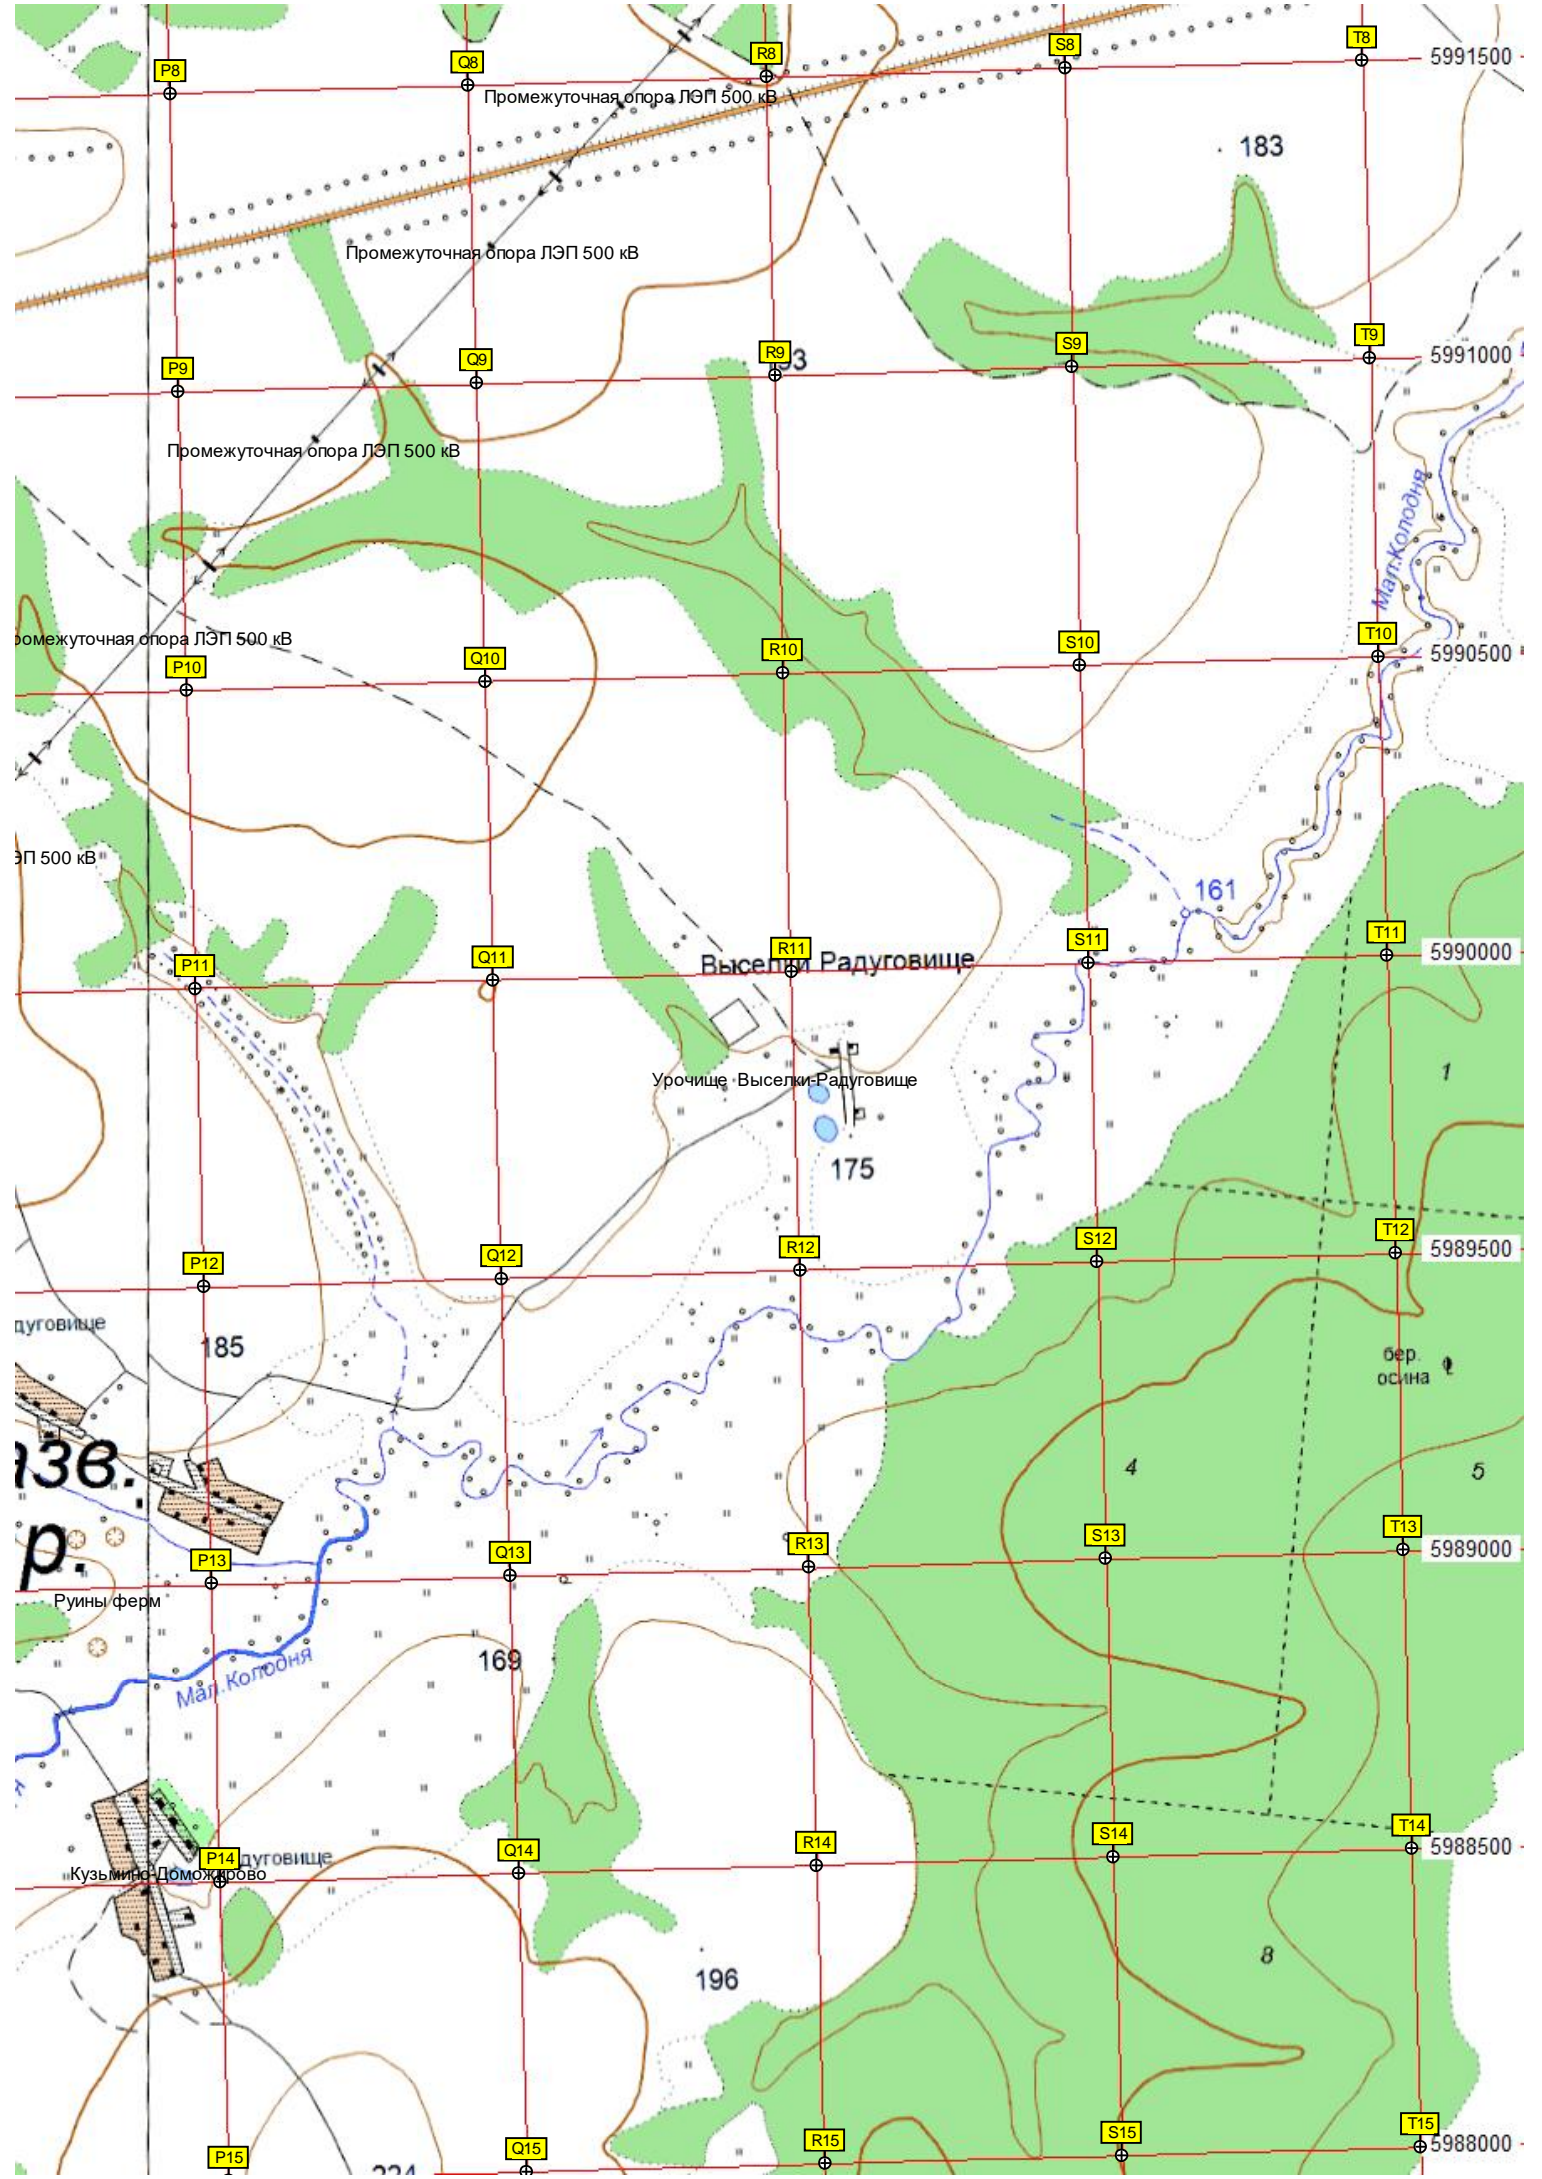 P8
Q8
R8
S8
T8
5991500
Промежуточная опора ЛЭП 500 кВ
183
Промежуточная опора ЛЭП 500 кВ
P9
Q9
R9
S9
T9
5991000
Промежуточная опора ЛЭП 500 кВ
Мал.Колодня
ромежуточная опора ЛЭП 500 кВ
P10
Q10
R10
S10
T10
5990500
ЭП 500 кВ
161
P11
Q11
R11
S11
T11
5990000
Выселки Радуговище
1
Урочище Выселки-Радуговище
175
P12
Q12
R12
S12
T12
5989500
дуговище
185
бер.
осина
азв.
4
5
р.
P13
Q13
R13
S13
T13
5989000
Руины ферм
169
Мал.Колодня
P14
Q14
R14
S14
T14
5988500
дуговище
Кузьмино-Доможирово
8
196
P15
Q15
R15
S15
T15
5988000
224